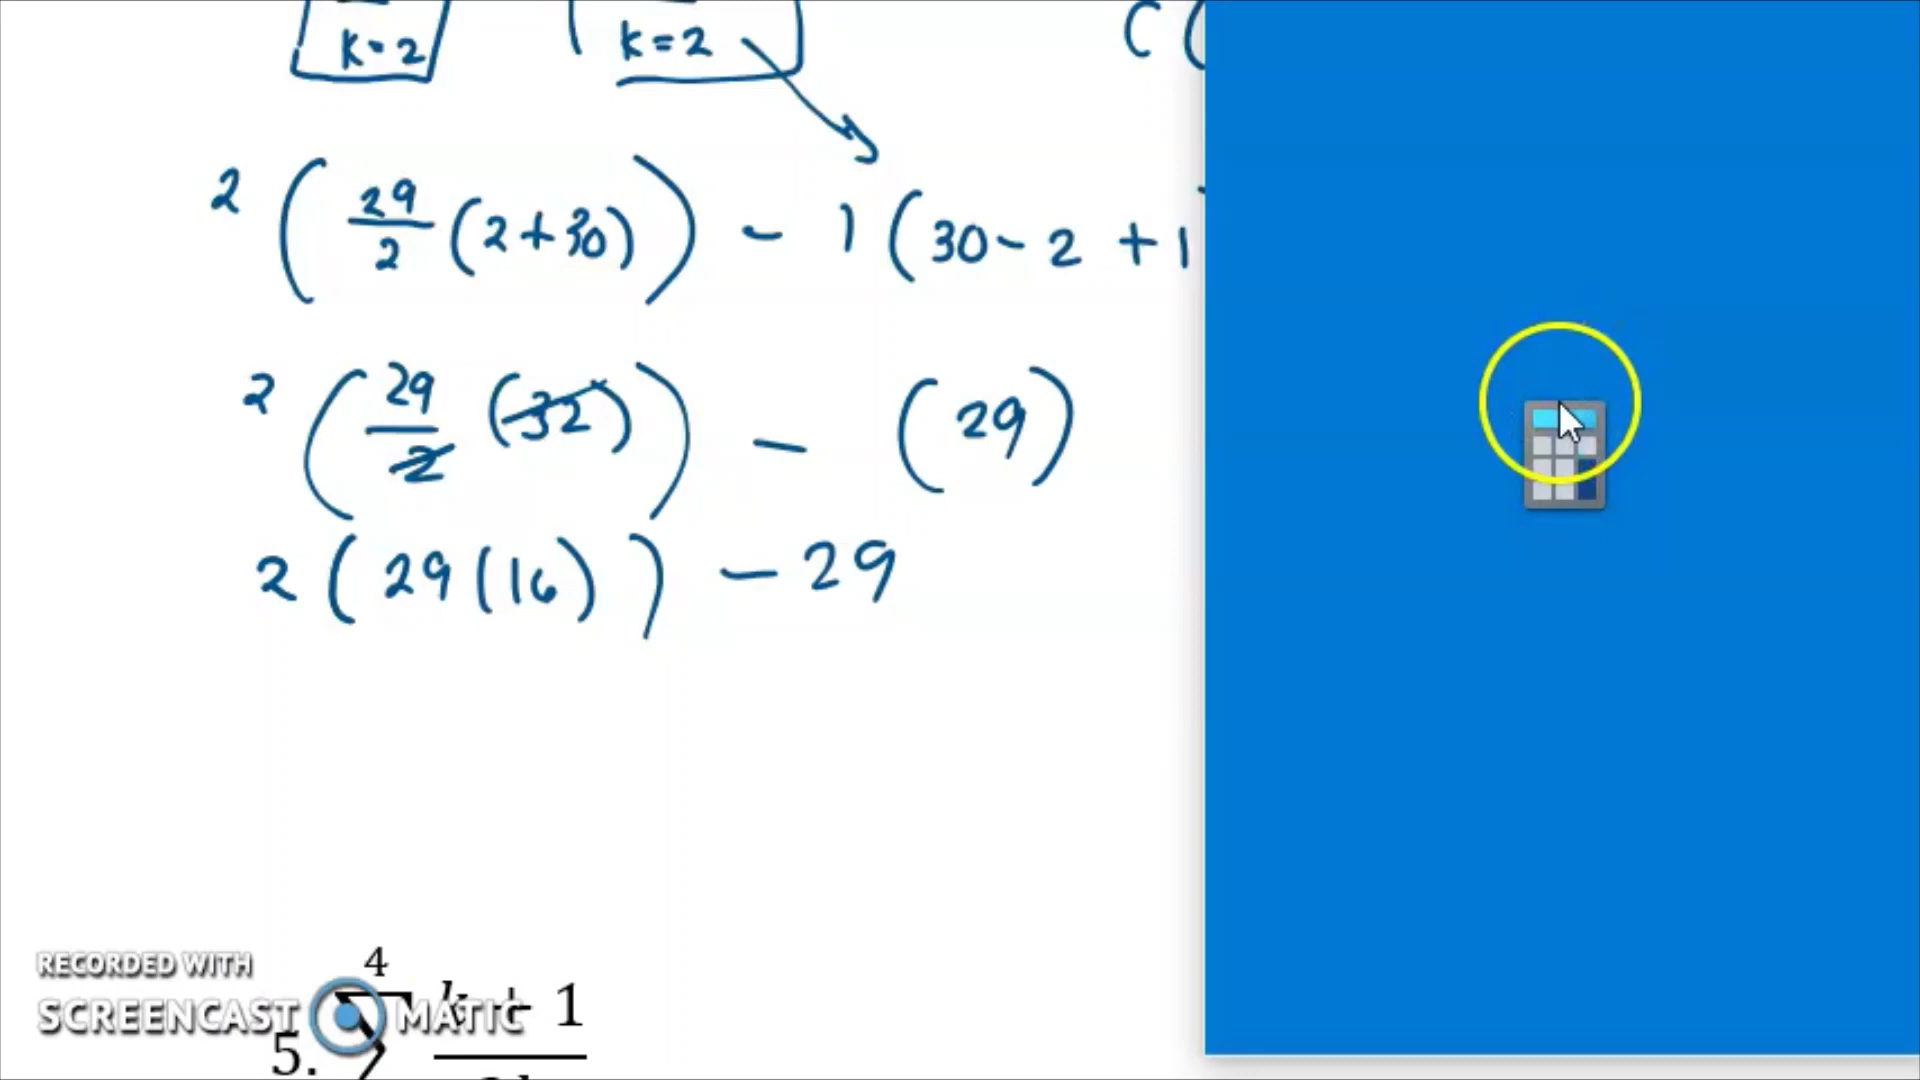 k=2 k=2 C (
2 ( 29/2 (2+30) ) - 1 (30-2 +1
2 ( 29/2 (32) ) - (29)
2 ( 29 (16) ) - 29
4
5. ∑ k + 1
RECORDED WITH
SCREENCAST MATIC